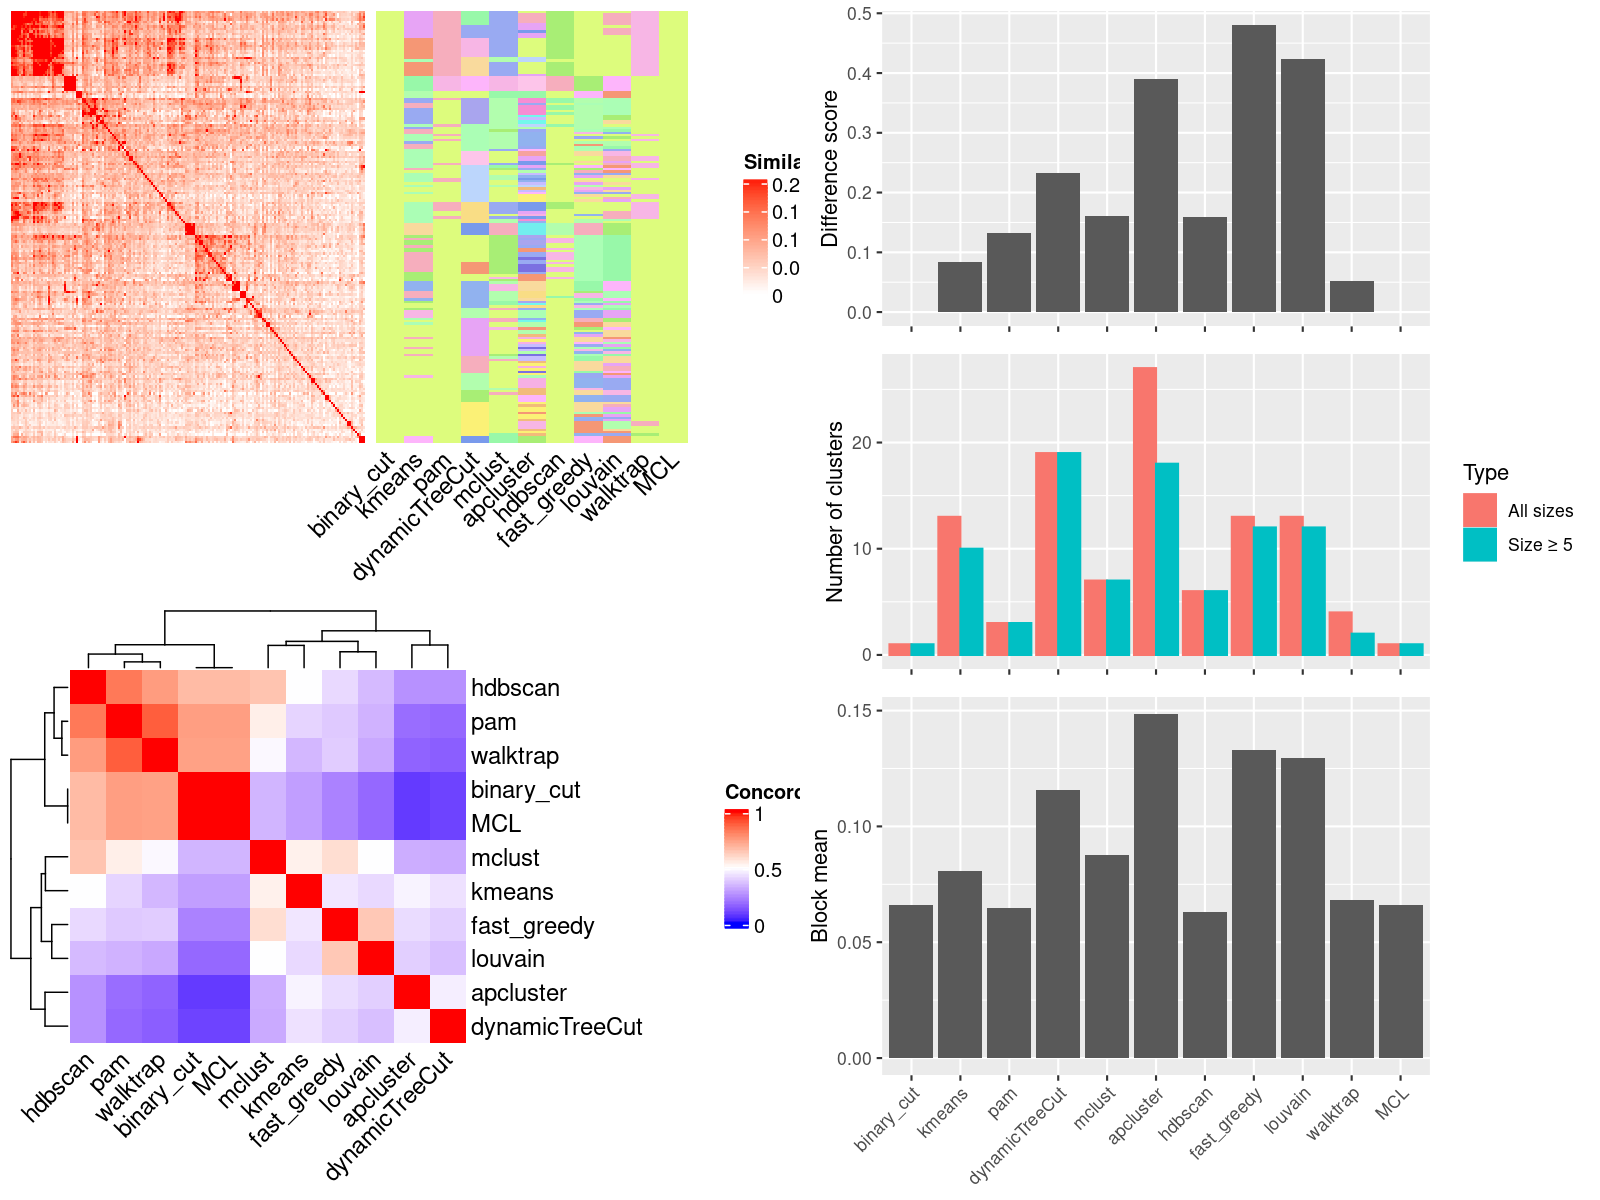 Simila
0.2
0.1
0.1
0.0
0
binary_cut
kmeans
pam
dynamicTreeCut
mclust
apcluster
hdbscan
fast_greedy
louvain
walktrap
MCL
hdbscan
pam
walktrap
binary_cut
MCL
mclust
kmeans
fast_greedy
louvain
apcluster
dynamicTreeCut
hdbscan
pam
walktrap
binary_cut
MCL
mclust
kmeans
fast_greedy
louvain
apcluster
dynamicTreeCut
Concord
1
0.5
0
Difference score
0.5
0.4
0.3
0.2
0.1
0.0
Number of clusters
20
10
0
Type
All sizes
Size ≥ 5
Block mean
0.15
0.10
0.05
0.00
binary_cut
kmeans
pam
dynamicTreeCut
mclust
apcluster
hdbscan
fast_greedy
louvain
walktrap
MCL